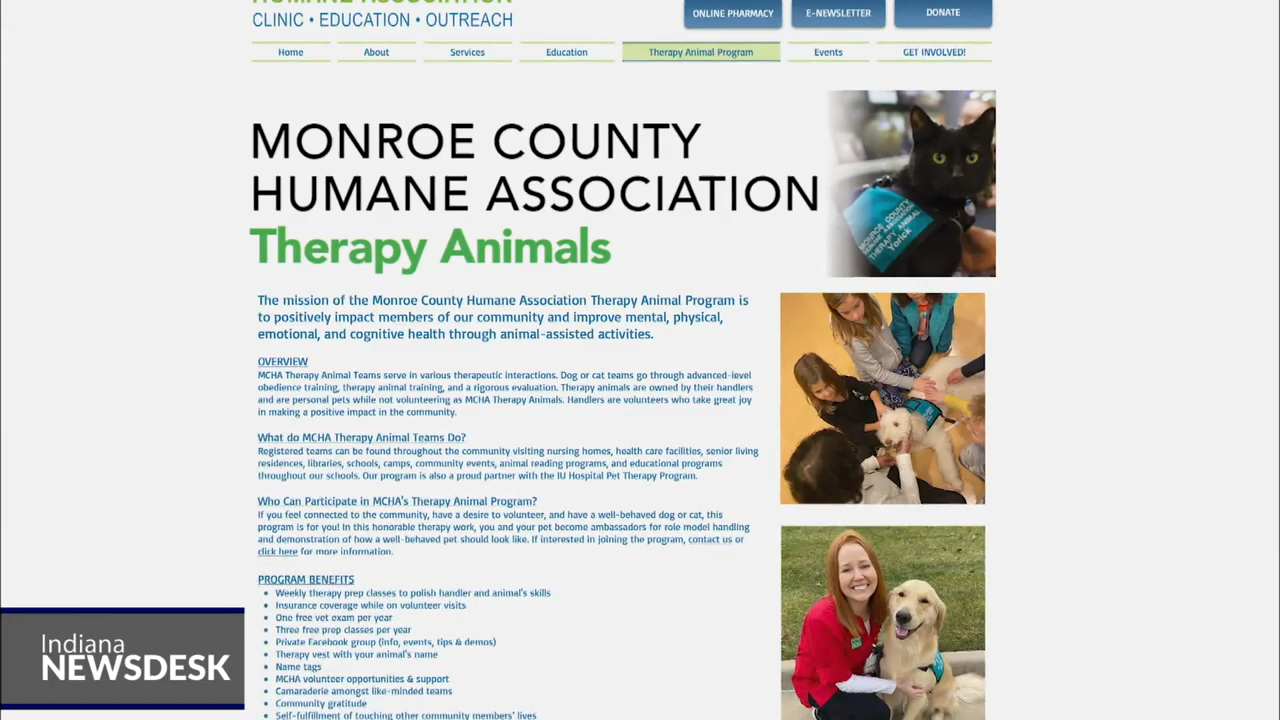 HUMANE ASSOCIATION
CLINIC • EDUCATION • OUTREACH
ONLINE PHARMACY
E-NEWSLETTER
DONATE
Home
About
Services
Education
Therapy Animal Program
Events
GET INVOLVED!
MONROE COUNTY
HUMANE ASSOCIATION
Therapy Animals
MONROE COUNTY
HUMANE ASSOCIATION
THERAPY ANIMAL
Yorick
The mission of the Monroe County Humane Association Therapy Animal Program is
to positively impact members of our community and improve mental, physical,
emotional, and cognitive health through animal-assisted activities.
OVERVIEW
MCHA Therapy Animal Teams serve in various therapeutic interactions. Dog or cat teams go through advanced-level
obedience training, therapy animal training, and a rigorous evaluation. Therapy animals are owned by their handlers
and are personal pets while not volunteering as MCHA Therapy Animals. Handlers are volunteers who take great joy
in making a positive impact in the community.
What do MCHA Therapy Animal Teams Do?
Registered teams can be found throughout the community visiting nursing homes, health care facilities, senior living
residences, libraries, schools, camps, community events, animal reading programs, and educational programs
throughout our schools. Our program is also a proud partner with the IU Hospital Pet Therapy Program.
Who Can Participate in MCHA's Therapy Animal Program?
If you feel connected to the community, have a desire to volunteer, and have a well-behaved dog or cat, this
program is for you! In this honorable therapy work, you and your pet become ambassadors for role model handling
and demonstration of how a well-behaved pet should look like. If interested in joining the program, contact us or
click here for more information.
PROGRAM BENEFITS
• Weekly therapy prep classes to polish handler and animal's skills
• Insurance coverage while on volunteer visits
• One free vet exam per year
• Three free prep classes per year
• Private Facebook group (info, events, tips & demos)
• Therapy vest with your animal's name
• Name tags
• MCHA volunteer opportunities & support
• Camaraderie amongst like-minded teams
• Community gratitude
• Self-fulfillment of touching other community members' lives
Indiana
NEWSDESK